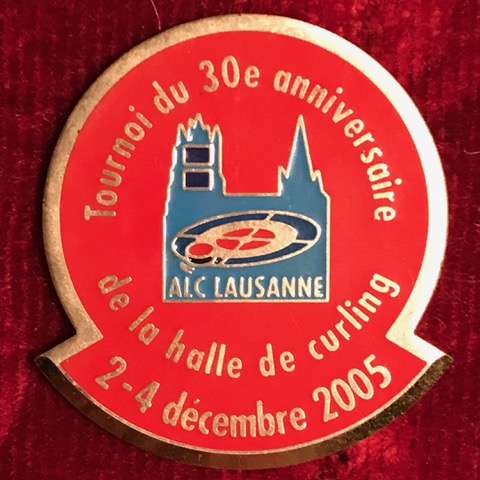 Tournoi du 30e anniversaire
ALC LAUSANNE
de la halle de curling
2-4 décembre 2005